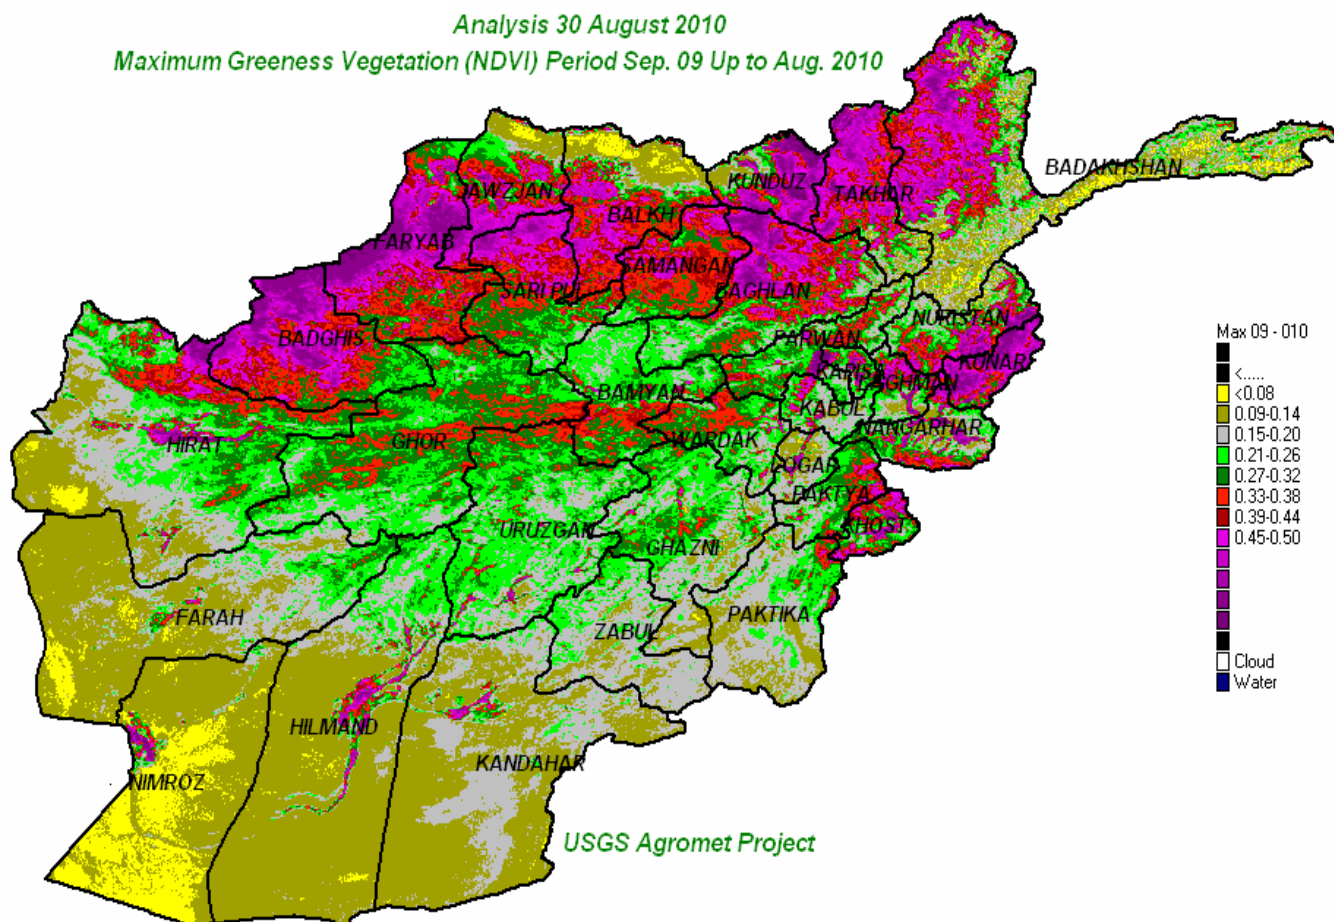 Analysis 30 August 2010
Maximum Greeness Vegetation (NDVI) Period Sep. 09 Up to Aug. 2010
BADAKHSHAN
KUNDUZ
TAKHAR
JAWZJAN
BALKH
FARYAB
SAMANGAN
SARI PUL
BAGHLAN
NURISTAN
BADGHIS
PARWAN
KUNAR
KAPISA
LAGHMAN
BAMYAN
KABUL
HIRAT
GHOR
WARDAK
NANGARHAR
LOGAR
PAKTYA
KHOST
URUZGAN
GHAZNI
FARAH
ZABUL
PAKTIKA
HILMAND
KANDAHAR
NIMROZ
USGS Agromet Project
Max 09 - 010
<.....
<0.08
0.09-0.14
0.15-0.20
0.21-0.26
0.27-0.32
0.33-0.38
0.39-0.44
0.45-0.50
Cloud
Water